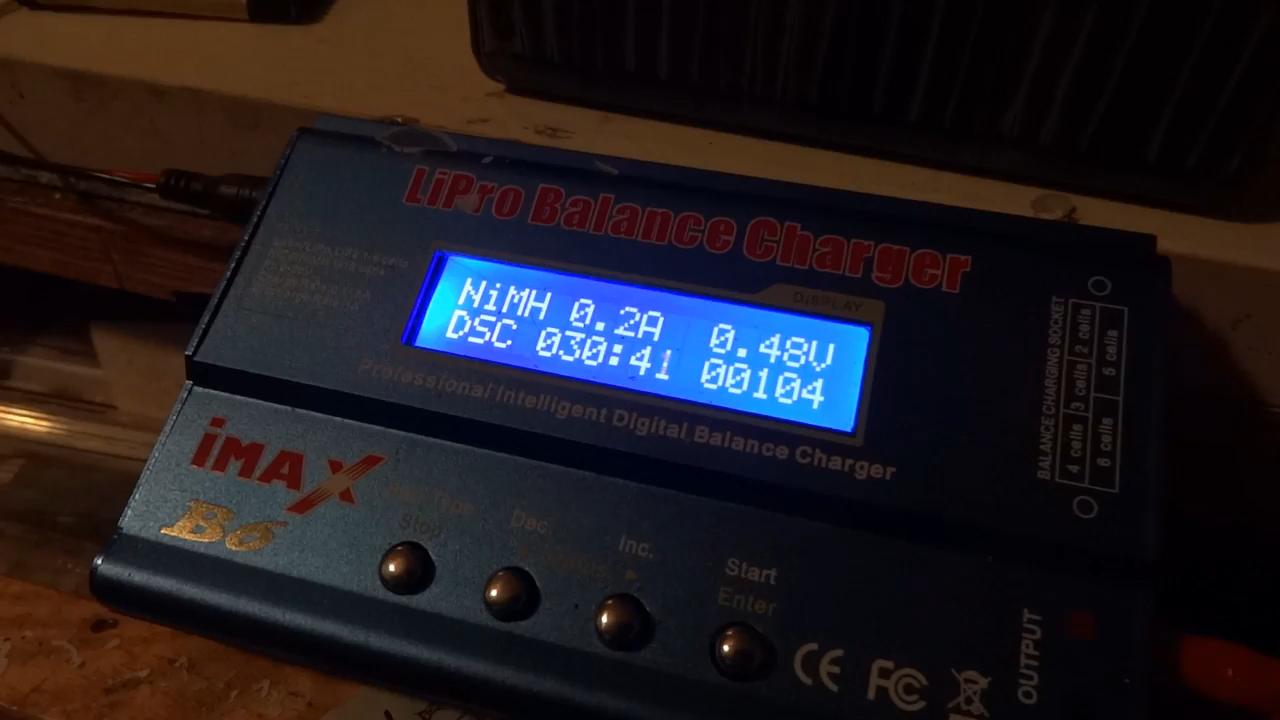 LiPro Balance Charger
DISPLAY
NiMH 0.2A 0.48V
DSC 030:41 00104
Professional Intelligent Digital Balance Charger
BALANCE CHARGING SOCKET
4 cells 3 cells 2 cells
6 cells 5 cells
iMAX
B6
Stop
Dec.
Inc.
Start
Enter
CE FC
OUTPUT